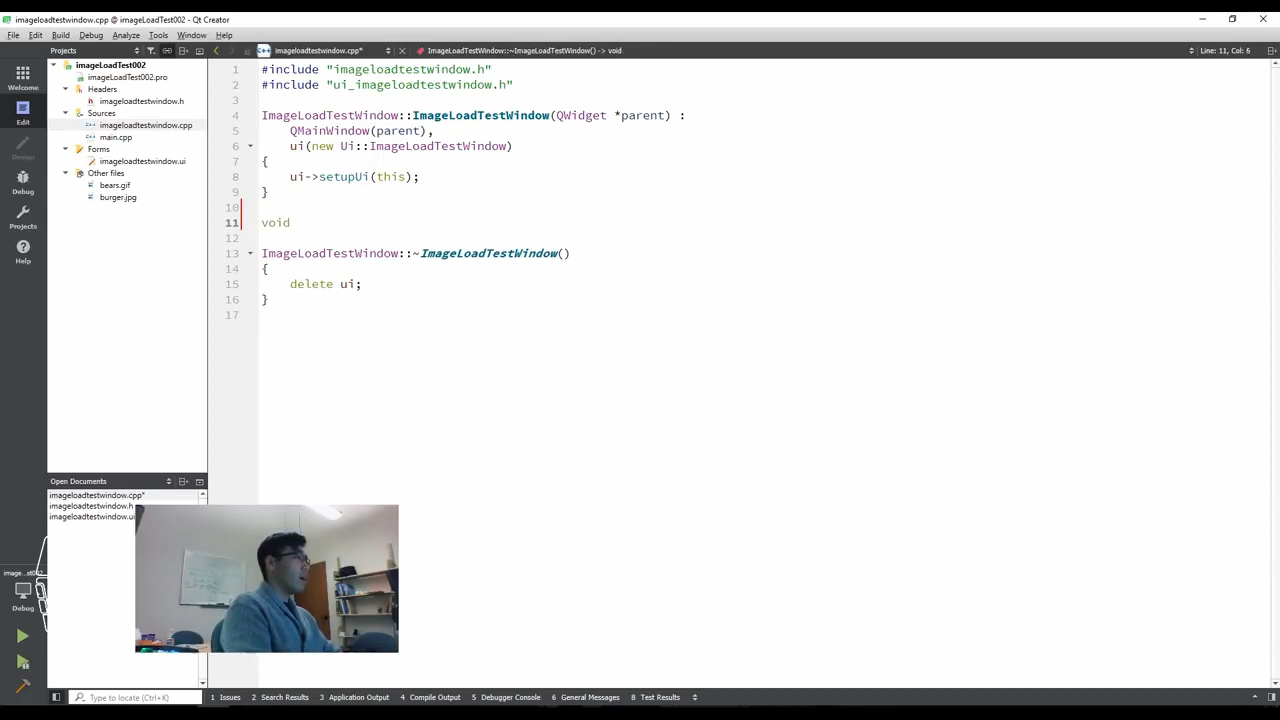 imageloadtestwindow.cpp @ imageLoadTest002 - Qt Creator
File Edit Build Debug Analyze Tools Window Help
Projects
imageloadtestwindow.cpp*
ImageLoadTestWindow::~ImageLoadTestWindow() -> void
Line: 11, Col: 6
Welcome
Edit
Design
Debug
Projects
Help
imageLoadTest002
imageLoadTest002.pro
Headers
imageloadtestwindow.h
Sources
imageloadtestwindow.cpp
main.cpp
Forms
imageloadtestwindow.ui
Other files
bears.gif
burger.jpg
1 #include "imageloadtestwindow.h"
2 #include "ui_imageloadtestwindow.h"
3
4 ImageLoadTestWindow::ImageLoadTestWindow(QWidget *parent) :
5 QMainWindow(parent),
6 ui(new Ui::ImageLoadTestWindow)
7 {
8 ui->setupUi(this);
9 }
10
11 void
12
13 ImageLoadTestWindow::~ImageLoadTestWindow()
14 {
15 delete ui;
16 }
17
Open Documents
imageloadtestwindow.cpp*
imageloadtestwindow.h
imageloadtestwindow.ui
Debug
Type to locate (Ctrl+K)
1 Issues 2 Search Results 3 Application Output 4 Compile Output 5 Debugger Console 6 General Messages 8 Test Results